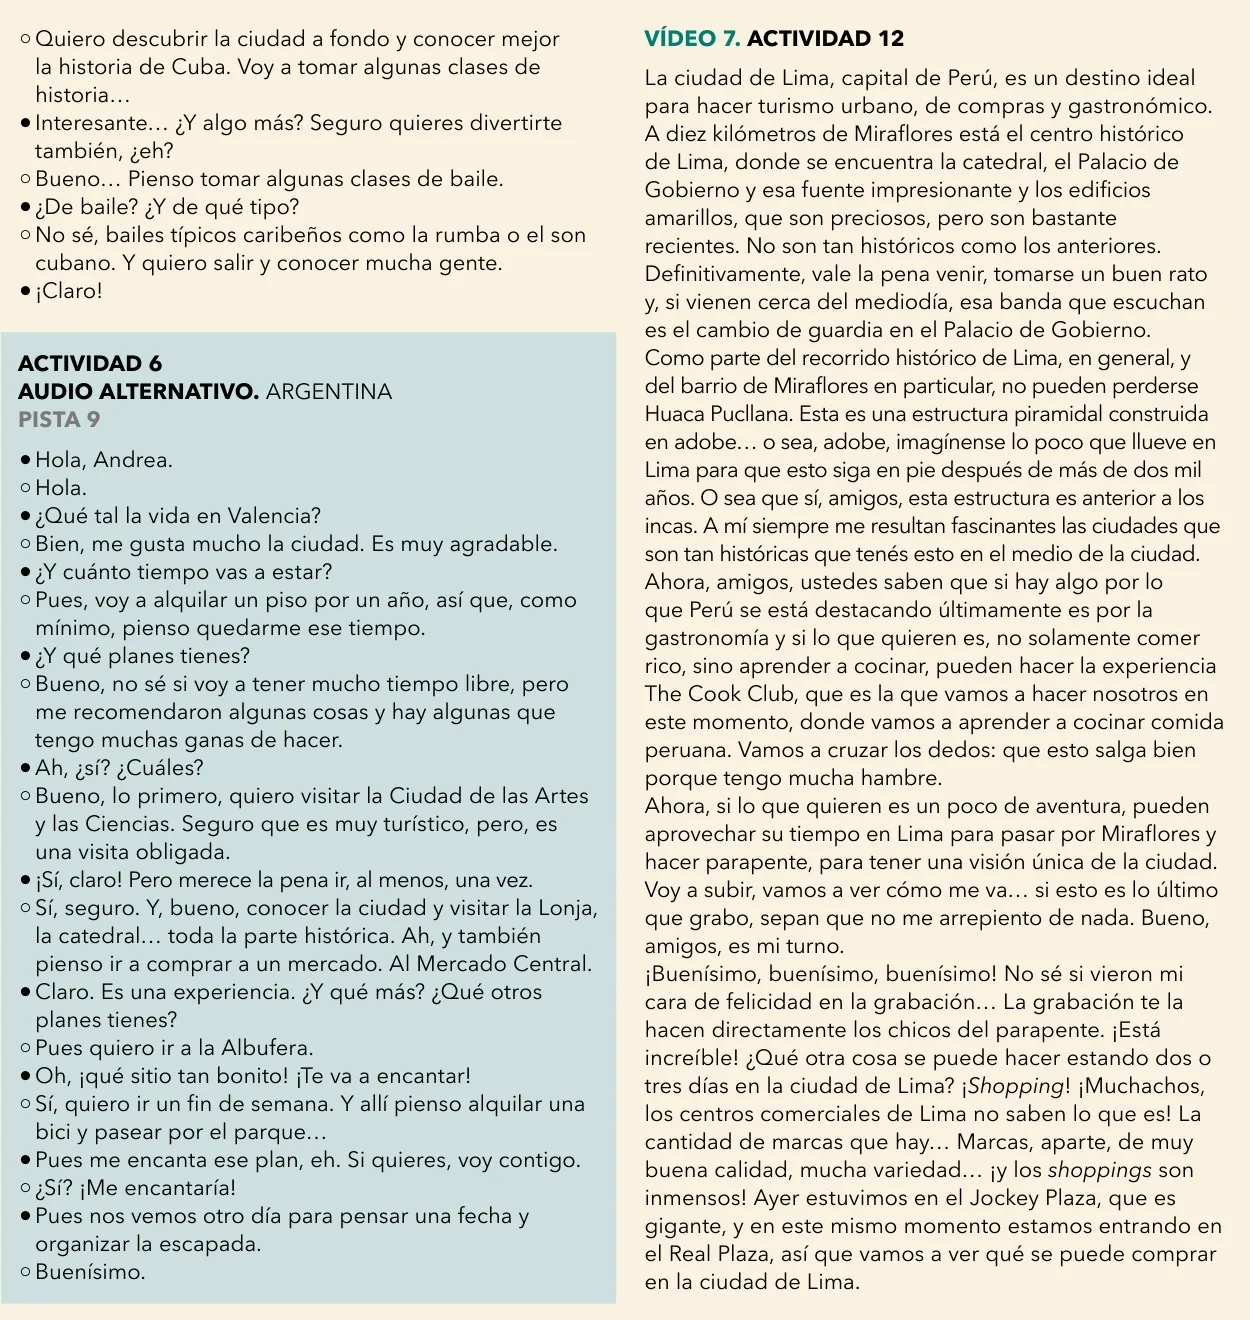 ○ Quiero descubrir la ciudad a fondo y conocer mejor
la historia de Cuba. Voy a tomar algunas clases de
historia…
● Interesante… ¿Y algo más? Seguro quieres divertirte
también, ¿eh?
○ Bueno… Pienso tomar algunas clases de baile.
● ¿De baile? ¿Y de qué tipo?
○ No sé, bailes típicos caribeños como la rumba o el son
cubano. Y quiero salir y conocer mucha gente.
● ¡Claro!
ACTIVIDAD 6
AUDIO ALTERNATIVO. ARGENTINA
PISTA 9
● Hola, Andrea.
○ Hola.
● ¿Qué tal la vida en Valencia?
○ Bien, me gusta mucho la ciudad. Es muy agradable.
● ¿Y cuánto tiempo vas a estar?
○ Pues, voy a alquilar un piso por un año, así que, como
mínimo, pienso quedarme ese tiempo.
● ¿Y qué planes tienes?
○ Bueno, no sé si voy a tener mucho tiempo libre, pero
me recomendaron algunas cosas y hay algunas que
tengo muchas ganas de hacer.
● Ah, ¿sí? ¿Cuáles?
○ Bueno, lo primero, quiero visitar la Ciudad de las Artes
y las Ciencias. Seguro que es muy turístico, pero, es
una visita obligada.
● ¡Sí, claro! Pero merece la pena ir, al menos, una vez.
○ Sí, seguro. Y, bueno, conocer la ciudad y visitar la Lonja,
la catedral… toda la parte histórica. Ah, y también
pienso ir a comprar a un mercado. Al Mercado Central.
● Claro. Es una experiencia. ¿Y qué más? ¿Qué otros
planes tienes?
○ Pues quiero ir a la Albufera.
● Oh, ¡qué sitio tan bonito! ¡Te va a encantar!
○ Sí, quiero ir un fin de semana. Y allí pienso alquilar una
bici y pasear por el parque…
● Pues me encanta ese plan, eh. Si quieres, voy contigo.
○ ¿Sí? ¡Me encantaría!
● Pues nos vemos otro día para pensar una fecha y
organizar la escapada.
○ Buenísimo.
VÍDEO 7. ACTIVIDAD 12
La ciudad de Lima, capital de Perú, es un destino ideal
para hacer turismo urbano, de compras y gastronómico.
A diez kilómetros de Miraflores está el centro histórico
de Lima, donde se encuentra la catedral, el Palacio de
Gobierno y esa fuente impresionante y los edificios
amarillos, que son preciosos, pero son bastante
recientes. No son tan históricos como los anteriores.
Definitivamente, vale la pena venir, tomarse un buen rato
y, si vienen cerca del mediodía, esa banda que escuchan
es el cambio de guardia en el Palacio de Gobierno.
Como parte del recorrido histórico de Lima, en general, y
del barrio de Miraflores en particular, no pueden perderse
Huaca Pucllana. Esta es una estructura piramidal construida
en adobe… o sea, adobe, imagínense lo poco que llueve en
Lima para que esto siga en pie después de más de dos mil
años. O sea que sí, amigos, esta estructura es anterior a los
incas. A mí siempre me resultan fascinantes las ciudades que
son tan históricas que tenés esto en el medio de la ciudad.
Ahora, amigos, ustedes saben que si hay algo por lo
que Perú se está destacando últimamente es por la
gastronomía y si lo que quieren es, no solamente comer
rico, sino aprender a cocinar, pueden hacer la experiencia
The Cook Club, que es la que vamos a hacer nosotros en
este momento, donde vamos a aprender a cocinar comida
peruana. Vamos a cruzar los dedos: que esto salga bien
porque tengo mucha hambre.
Ahora, si lo que quieren es un poco de aventura, pueden
aprovechar su tiempo en Lima para pasar por Miraflores y
hacer parapente, para tener una visión única de la ciudad.
Voy a subir, vamos a ver cómo me va… si esto es lo último
que grabo, sepan que no me arrepiento de nada. Bueno,
amigos, es mi turno.
¡Buenísimo, buenísimo, buenísimo! No sé si vieron mi
cara de felicidad en la grabación… La grabación te la
hacen directamente los chicos del parapente. ¡Está
increíble! ¿Qué otra cosa se puede hacer estando dos o
tres días en la ciudad de Lima? ¡Shopping! ¡Muchachos,
los centros comerciales de Lima no saben lo que es! La
cantidad de marcas que hay… Marcas, aparte, de muy
buena calidad, mucha variedad… ¡y los shoppings son
inmensos! Ayer estuvimos en el Jockey Plaza, que es
gigante, y en este mismo momento estamos entrando en
el Real Plaza, así que vamos a ver qué se puede comprar
en la ciudad de Lima.